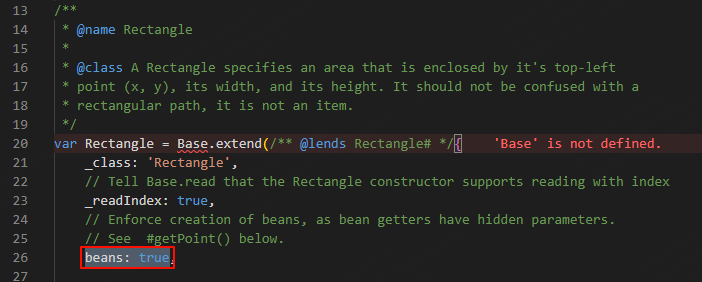 13 /**
14  * @name Rectangle
15  *
16  * @class A Rectangle specifies an area that is enclosed by it's top-left
17  * point (x, y), its width, and its height. It should not be confused with a
18  * rectangular path, it is not an item.
19  */
20 var Rectangle = Base.extend(/** @lends Rectangle# */{ 'Base' is not defined.
21     _class: 'Rectangle',
22     // Tell Base.read that the Rectangle constructor supports reading with index
23     _readIndex: true,
24     // Enforce creation of beans, as bean getters have hidden parameters.
25     // See  #getPoint() below.
26     beans: true,
27